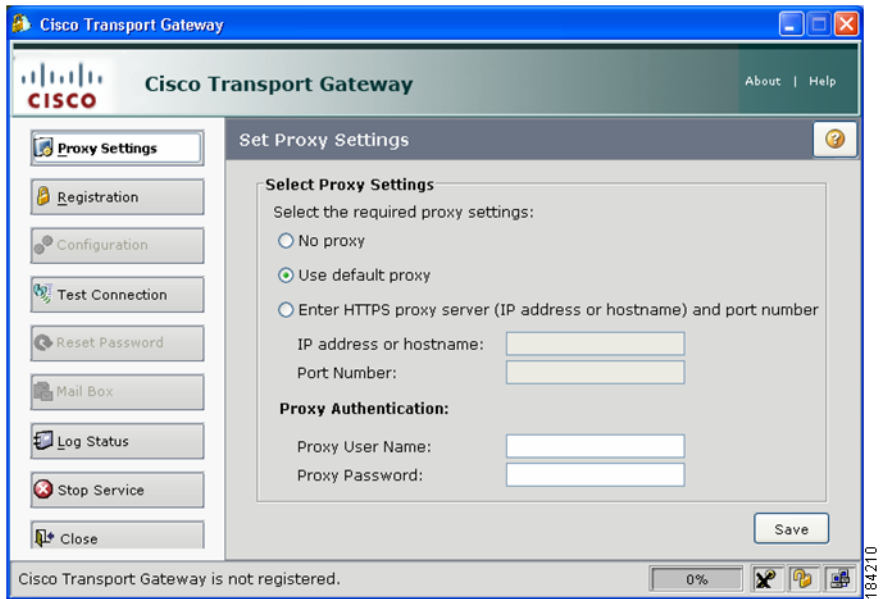 Cisco Transport Gateway
CISCO
Cisco Transport Gateway
About | Help
Proxy Settings
Registration
Configuration
Test Connection
Reset Password
Mail Box
Log Status
Stop Service
Close
Set Proxy Settings
Select Proxy Settings
Select the required proxy settings:
No proxy
Use default proxy
Enter HTTPS proxy server (IP address or hostname) and port number
IP address or hostname:
Port Number:
Proxy Authentication:
Proxy User Name:
Proxy Password:
Save
Cisco Transport Gateway is not registered.
0%
184210